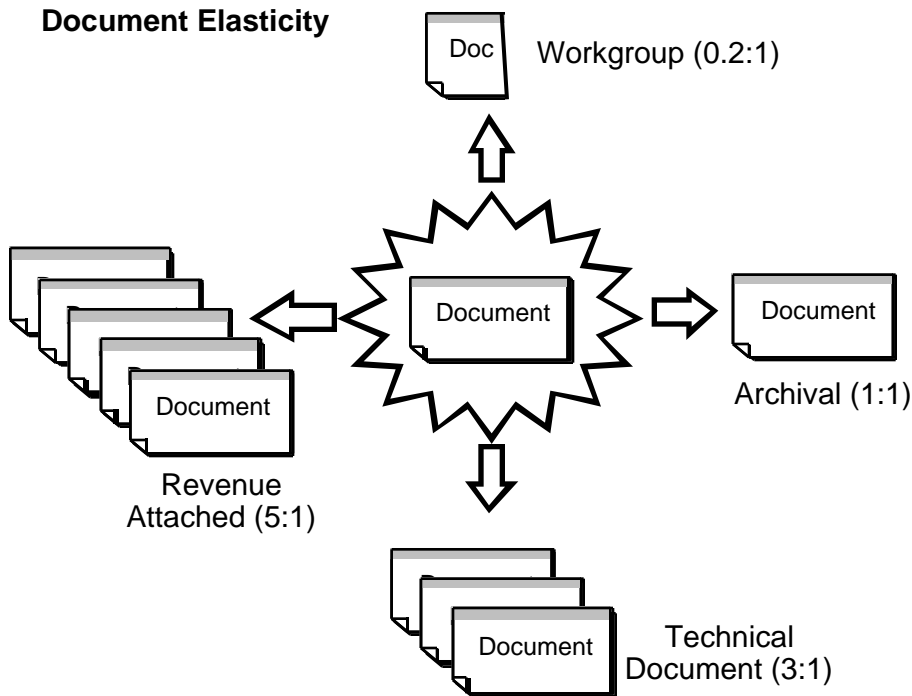 Document Elasticity
Doc
Workgroup (0.2:1)
Document
Document
Archival (1:1)
Document
Revenue
Attached (5:1)
Document
Technical
Document (3:1)